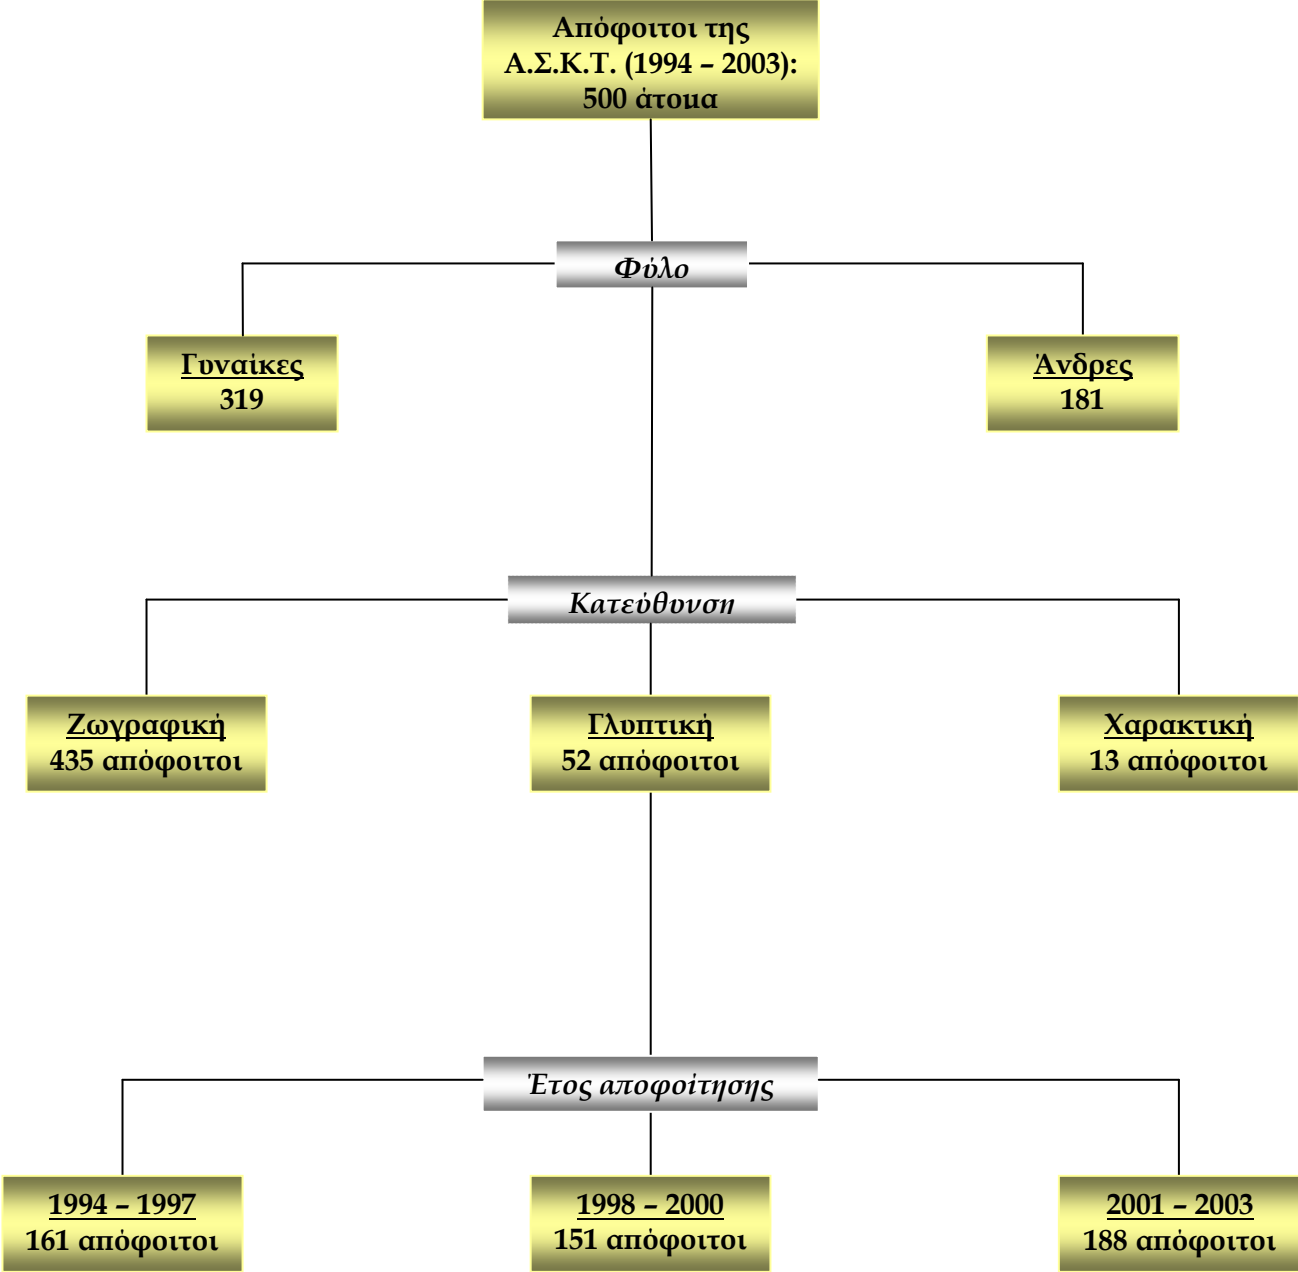 Απόφοιτοι της
Α.Σ.Κ.Τ. (1994 – 2003):
500 άτομα
Φύλο
Γυναίκες
319
Άνδρες
181
Κατεύθυνση
Ζωγραφική
435 απόφοιτοι
Γλυπτική
52 απόφοιτοι
Χαρακτική
13 απόφοιτοι
Έτος αποφοίτησης
1994 – 1997
161 απόφοιτοι
1998 – 2000
151 απόφοιτοι
2001 – 2003
188 απόφοιτοι